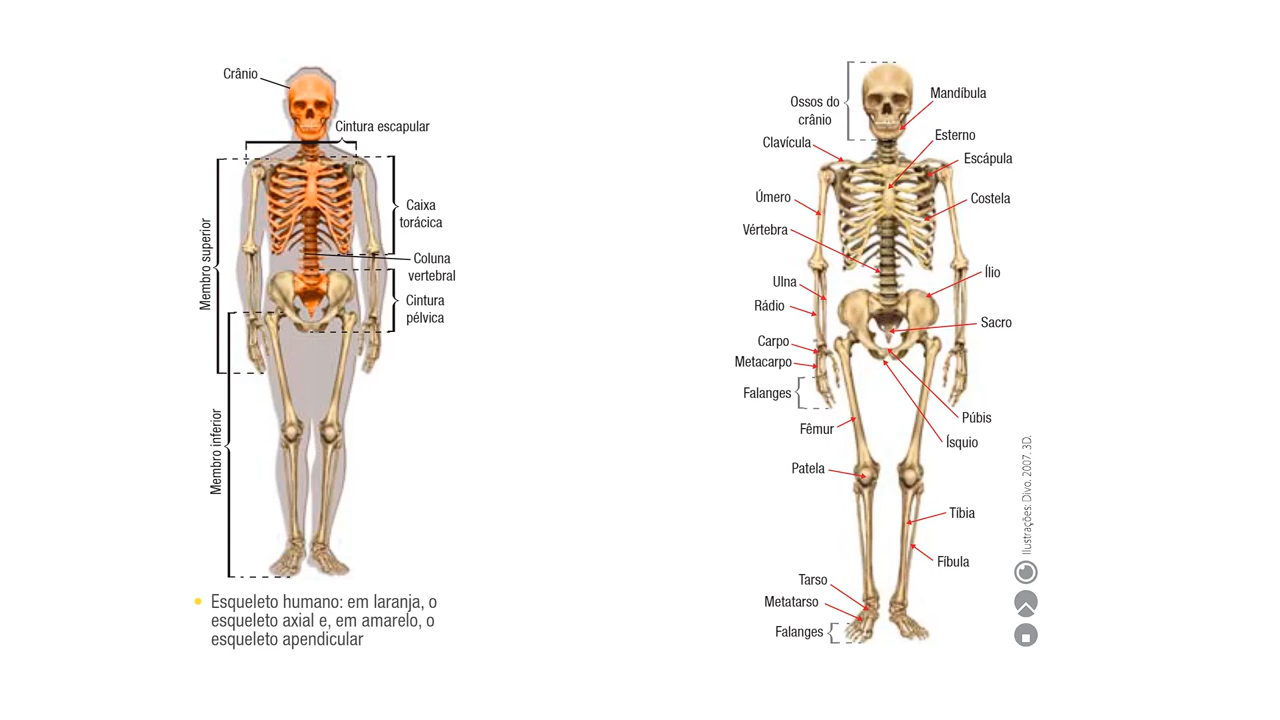 Crânio
Cintura escapular
Caixa
torácica
Coluna
vertebral
Cintura
pélvica
Membro superior
Membro inferior
Esqueleto humano: em laranja, o
esqueleto axial e, em amarelo, o
esqueleto apendicular
Ossos do
crânio
Mandíbula
Clavícula
Esterno
Escápula
Úmero
Costela
Vértebra
Ílio
Ulna
Rádio
Sacro
Carpo
Metacarpo
Falanges
Púbis
Fêmur
Ísquio
Patela
Tíbia
Fíbula
Tarso
Metatarso
Falanges
Ilustrações: Divo. 2007. 3D.